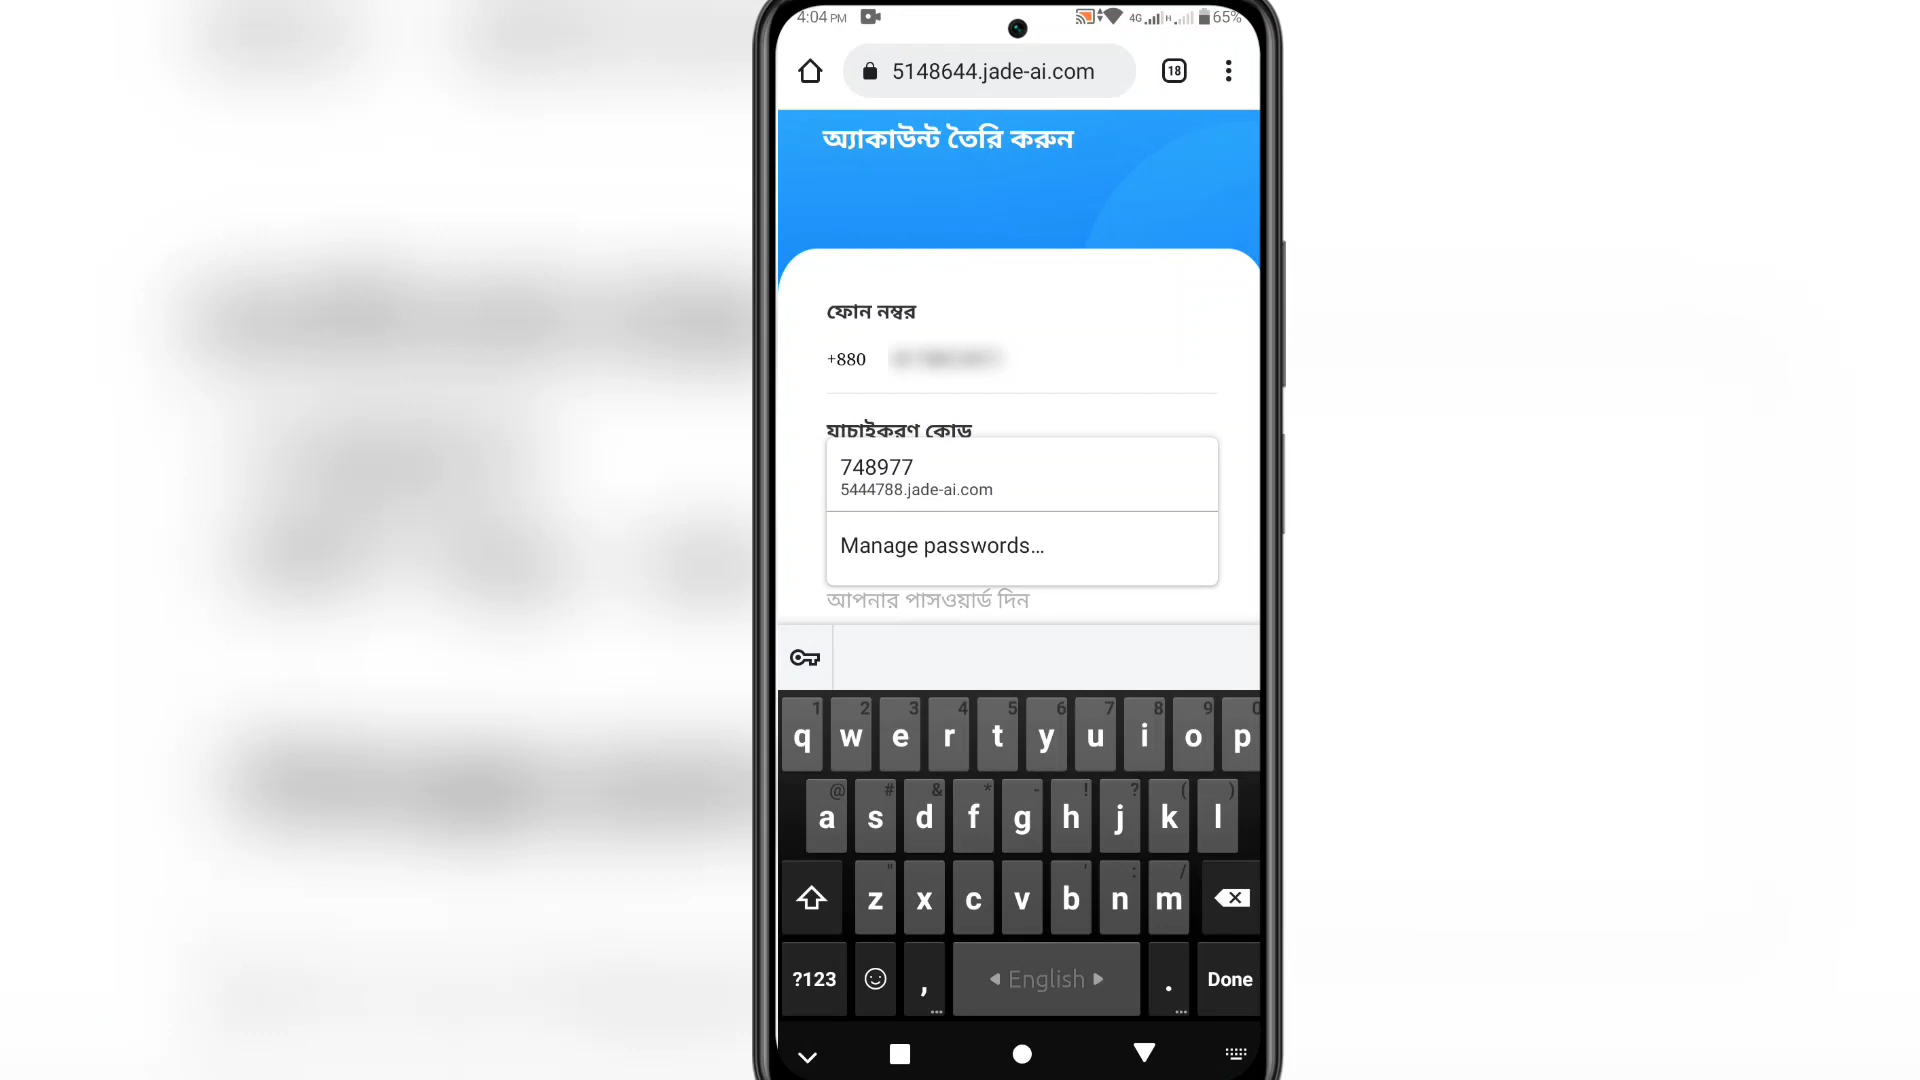 4:04 PM 4G H 65%
5148644.jade-ai.com 18
অ্যাকাউন্ট তৈরি করুন
ফোন নম্বর
+880
যাচাইকরণ কোড
748977
5444788.jade-ai.com
Manage passwords...
আপনার পাসওয়ার্ড দিন
1 2 3 4 5 6 7 8 9 0
q w e r t y u i o p
@ # & * - ! ? ( )
a s d f g h j k l
" ' : /
z x c v b n m
?123 , English . Done